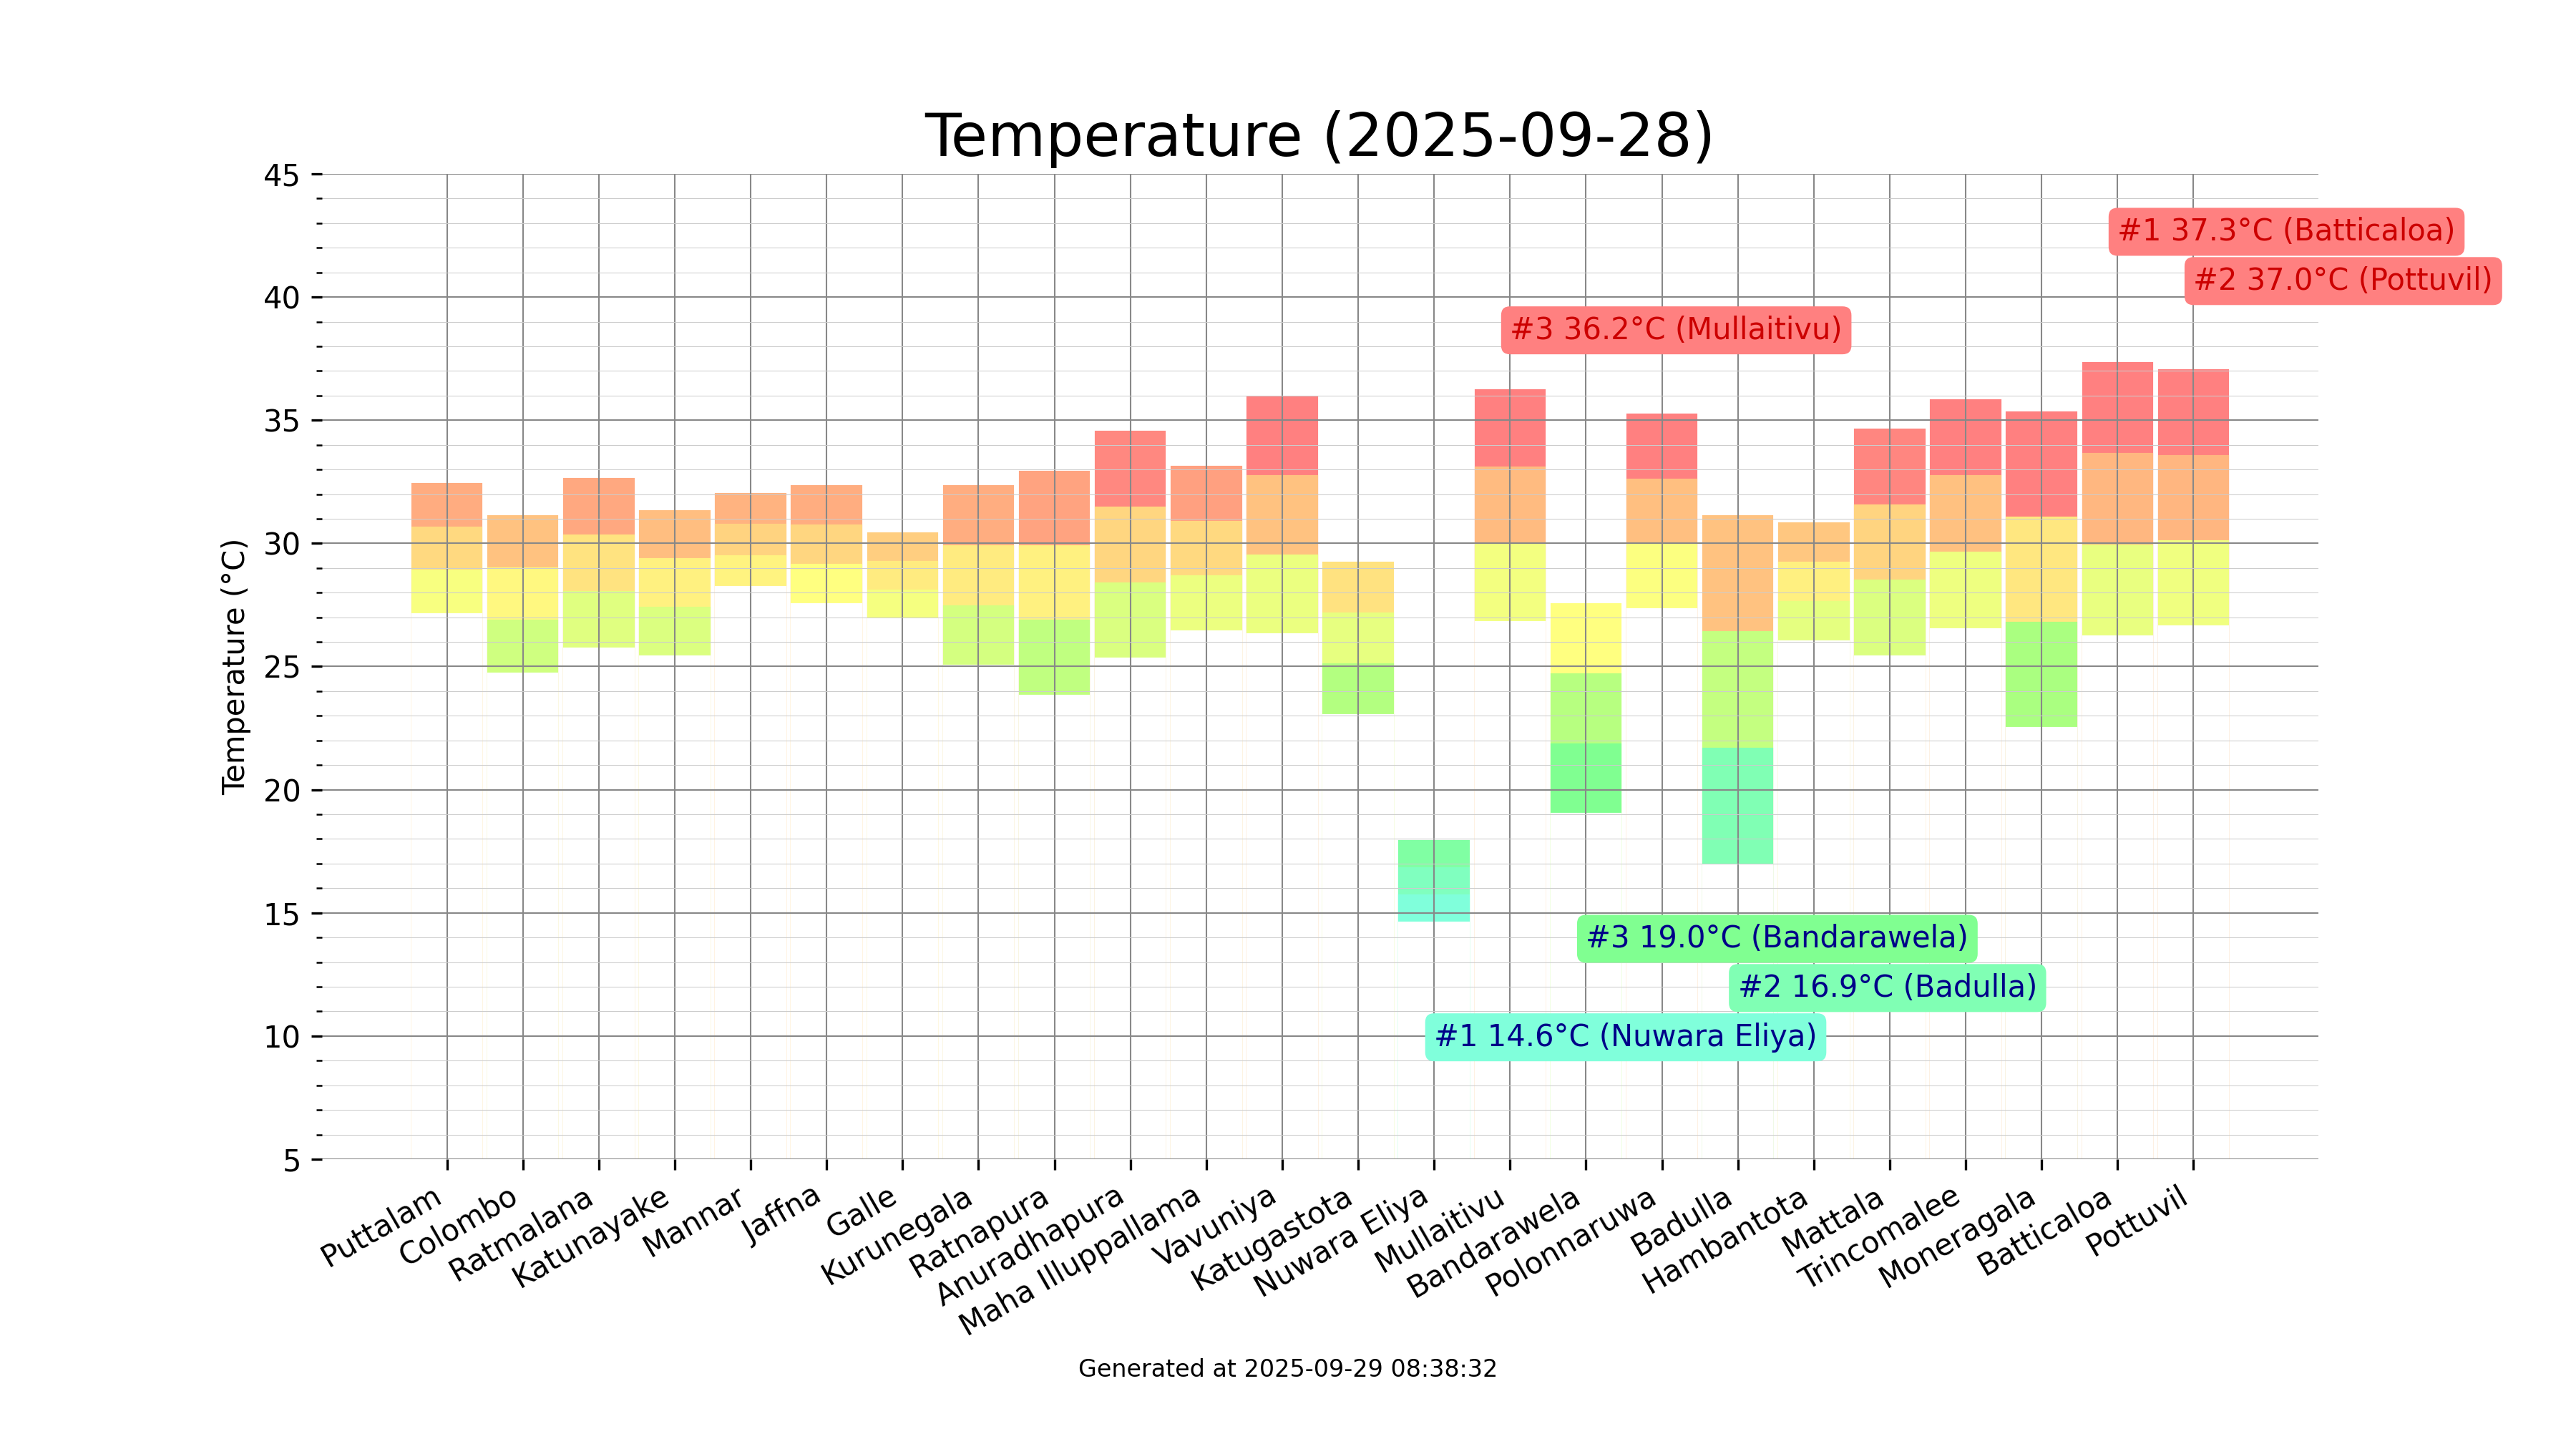 Temperature (2025-09-28)
Temperature (°C)
45
40
35
30
25
20
15
10
5
#1 37.3°C (Batticaloa)
#2 37.0°C (Pottuvil)
#3 36.2°C (Mullaitivu)
#3 19.0°C (Bandarawela)
#2 16.9°C (Badulla)
#1 14.6°C (Nuwara Eliya)
Puttalam
Colombo
Ratmalana
Katunayake
Mannar
Jaffna
Galle
Kurunegala
Ratnapura
Anuradhapura
Maha Illuppallama
Vavuniya
Katugastota
Nuwara Eliya
Mullaitivu
Bandarawela
Polonnaruwa
Badulla
Hambantota
Mattala
Trincomalee
Moneragala
Batticaloa
Pottuvil
Generated at 2025-09-29 08:38:32